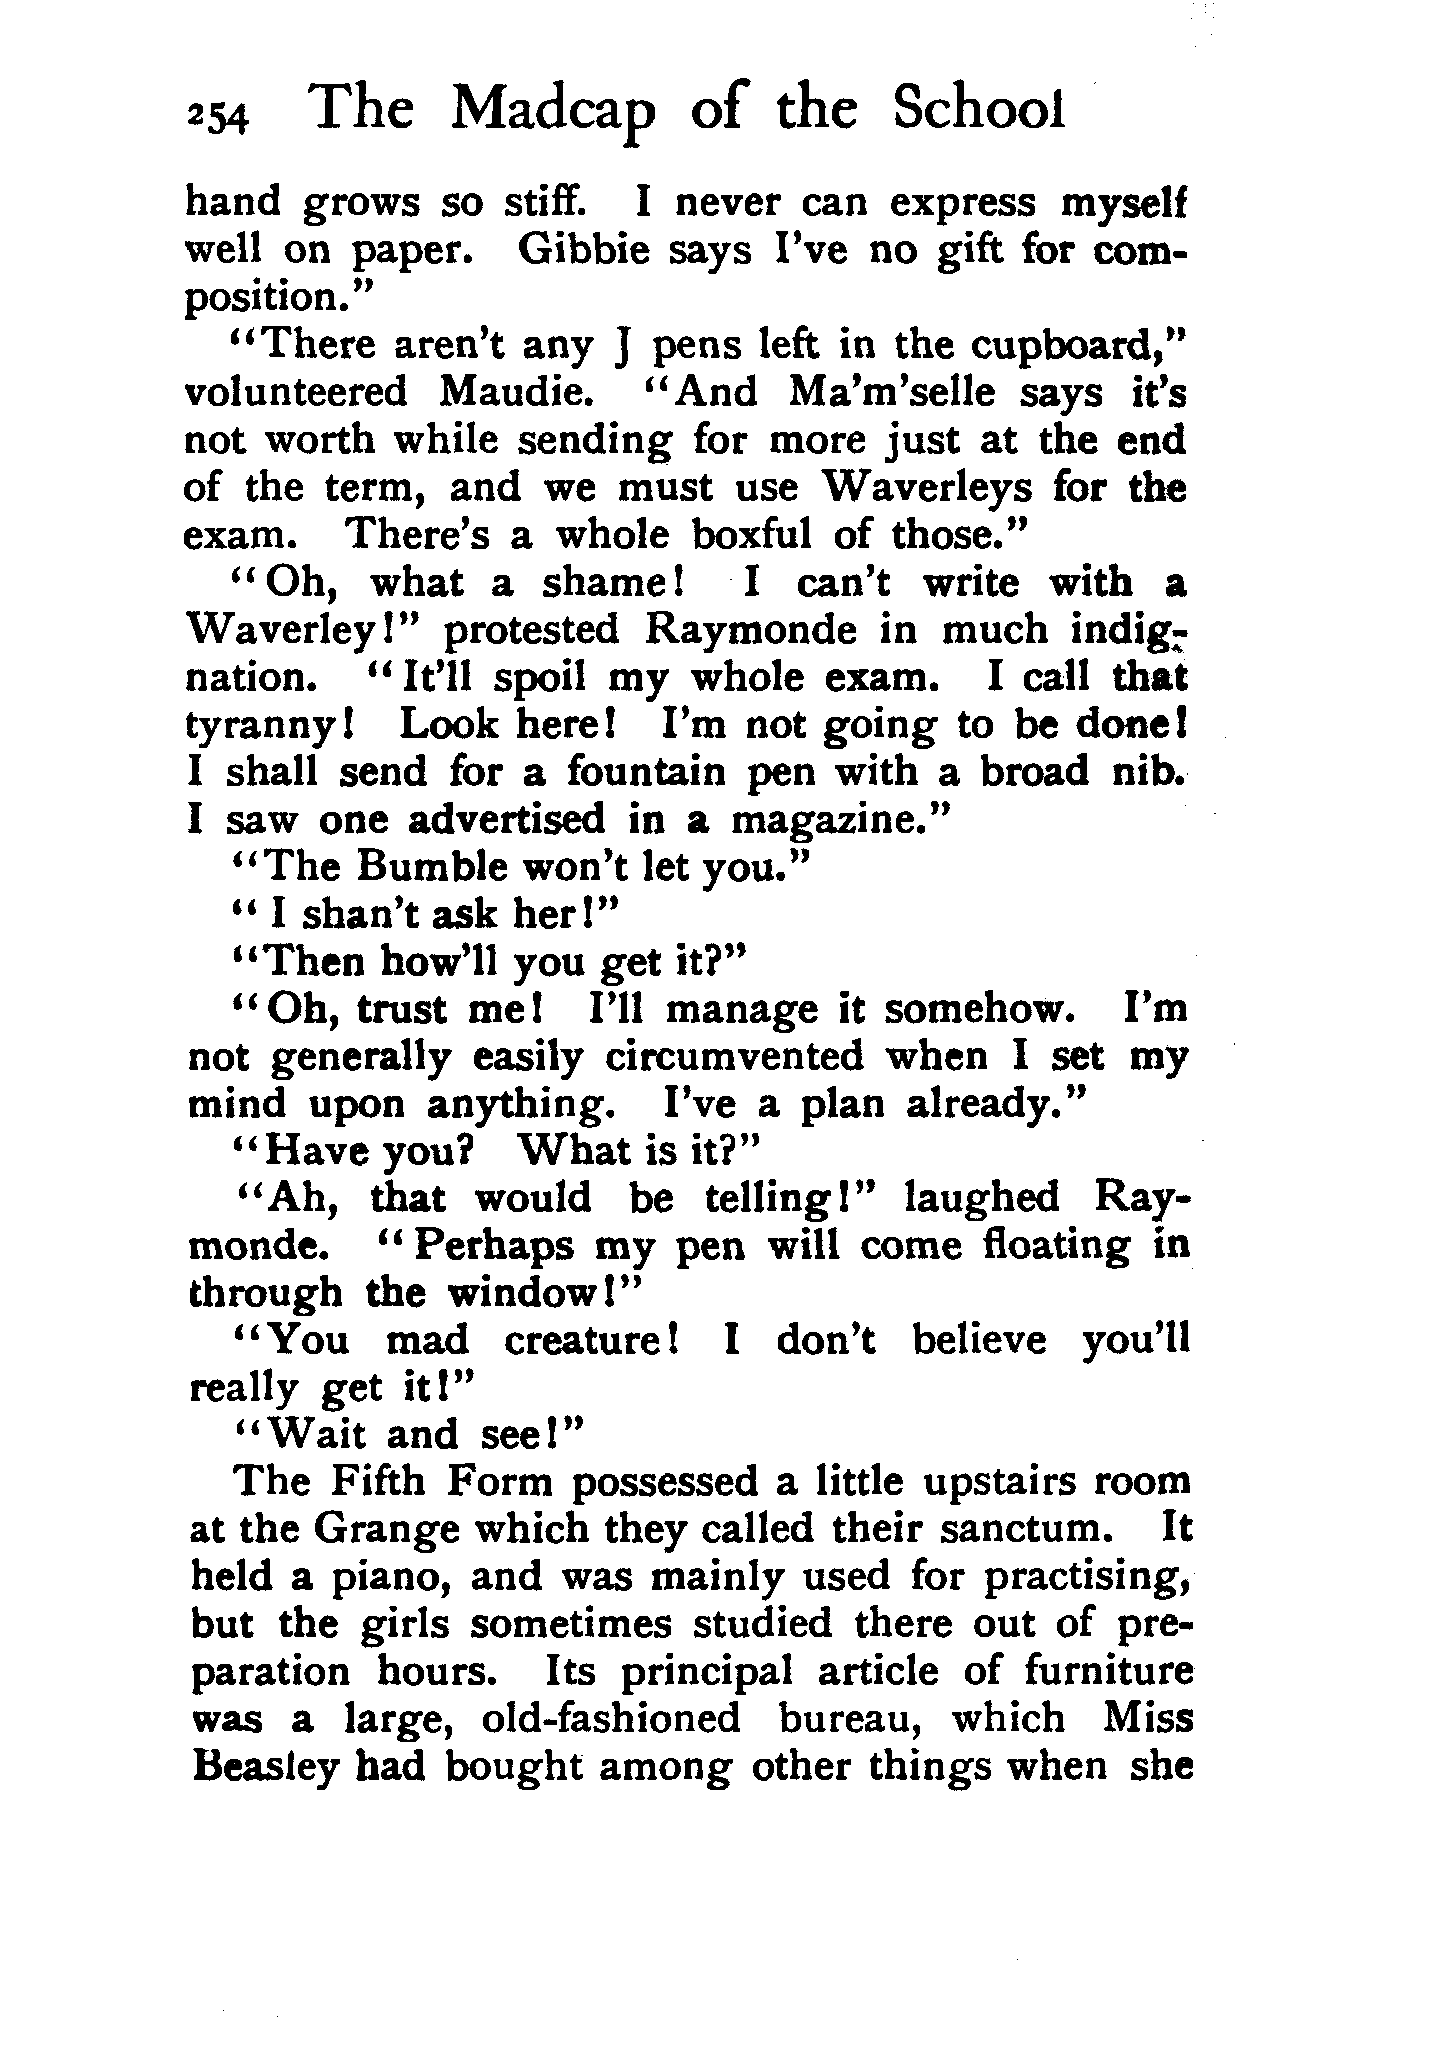 254 The Madcap of the School
hand grows so stiff. I never can express myself
well on paper. Gibbie says I've no gift for com-
position."
"There aren't any J pens left in the cupboard,"
volunteered Maudie. "And Ma'm'selle says it's
not worth while sending for more just at the end
of the term, and we must use Waverleys for the
exam. There's a whole boxful of those."
"Oh, what a shame! I can't write with a
Waverley!" protested Raymonde in much indig-
nation. "It'll spoil my whole exam. I call that
tyranny! Look here! I'm not going to be done!
I shall send for a fountain pen with a broad nib.
I saw one advertised in a magazine."
"The Bumble won't let you."
"I shan't ask her!"
"Then how'll you get it?"
"Oh, trust me! I'll manage it somehow. I'm
not generally easily circumvented when I set my
mind upon anything. I've a plan already."
"Have you? What is it?"
"Ah, that would be telling!" laughed Ray-
monde. "Perhaps my pen will come floating in
through the window!"
"You mad creature! I don't believe you'll
really get it!"
"Wait and see!"
The Fifth Form possessed a little upstairs room
at the Grange which they called their sanctum. It
held a piano, and was mainly used for practising,
but the girls sometimes studied there out of pre-
paration hours. Its principal article of furniture
was a large, old-fashioned bureau, which Miss
Beasley had bought among other things when she